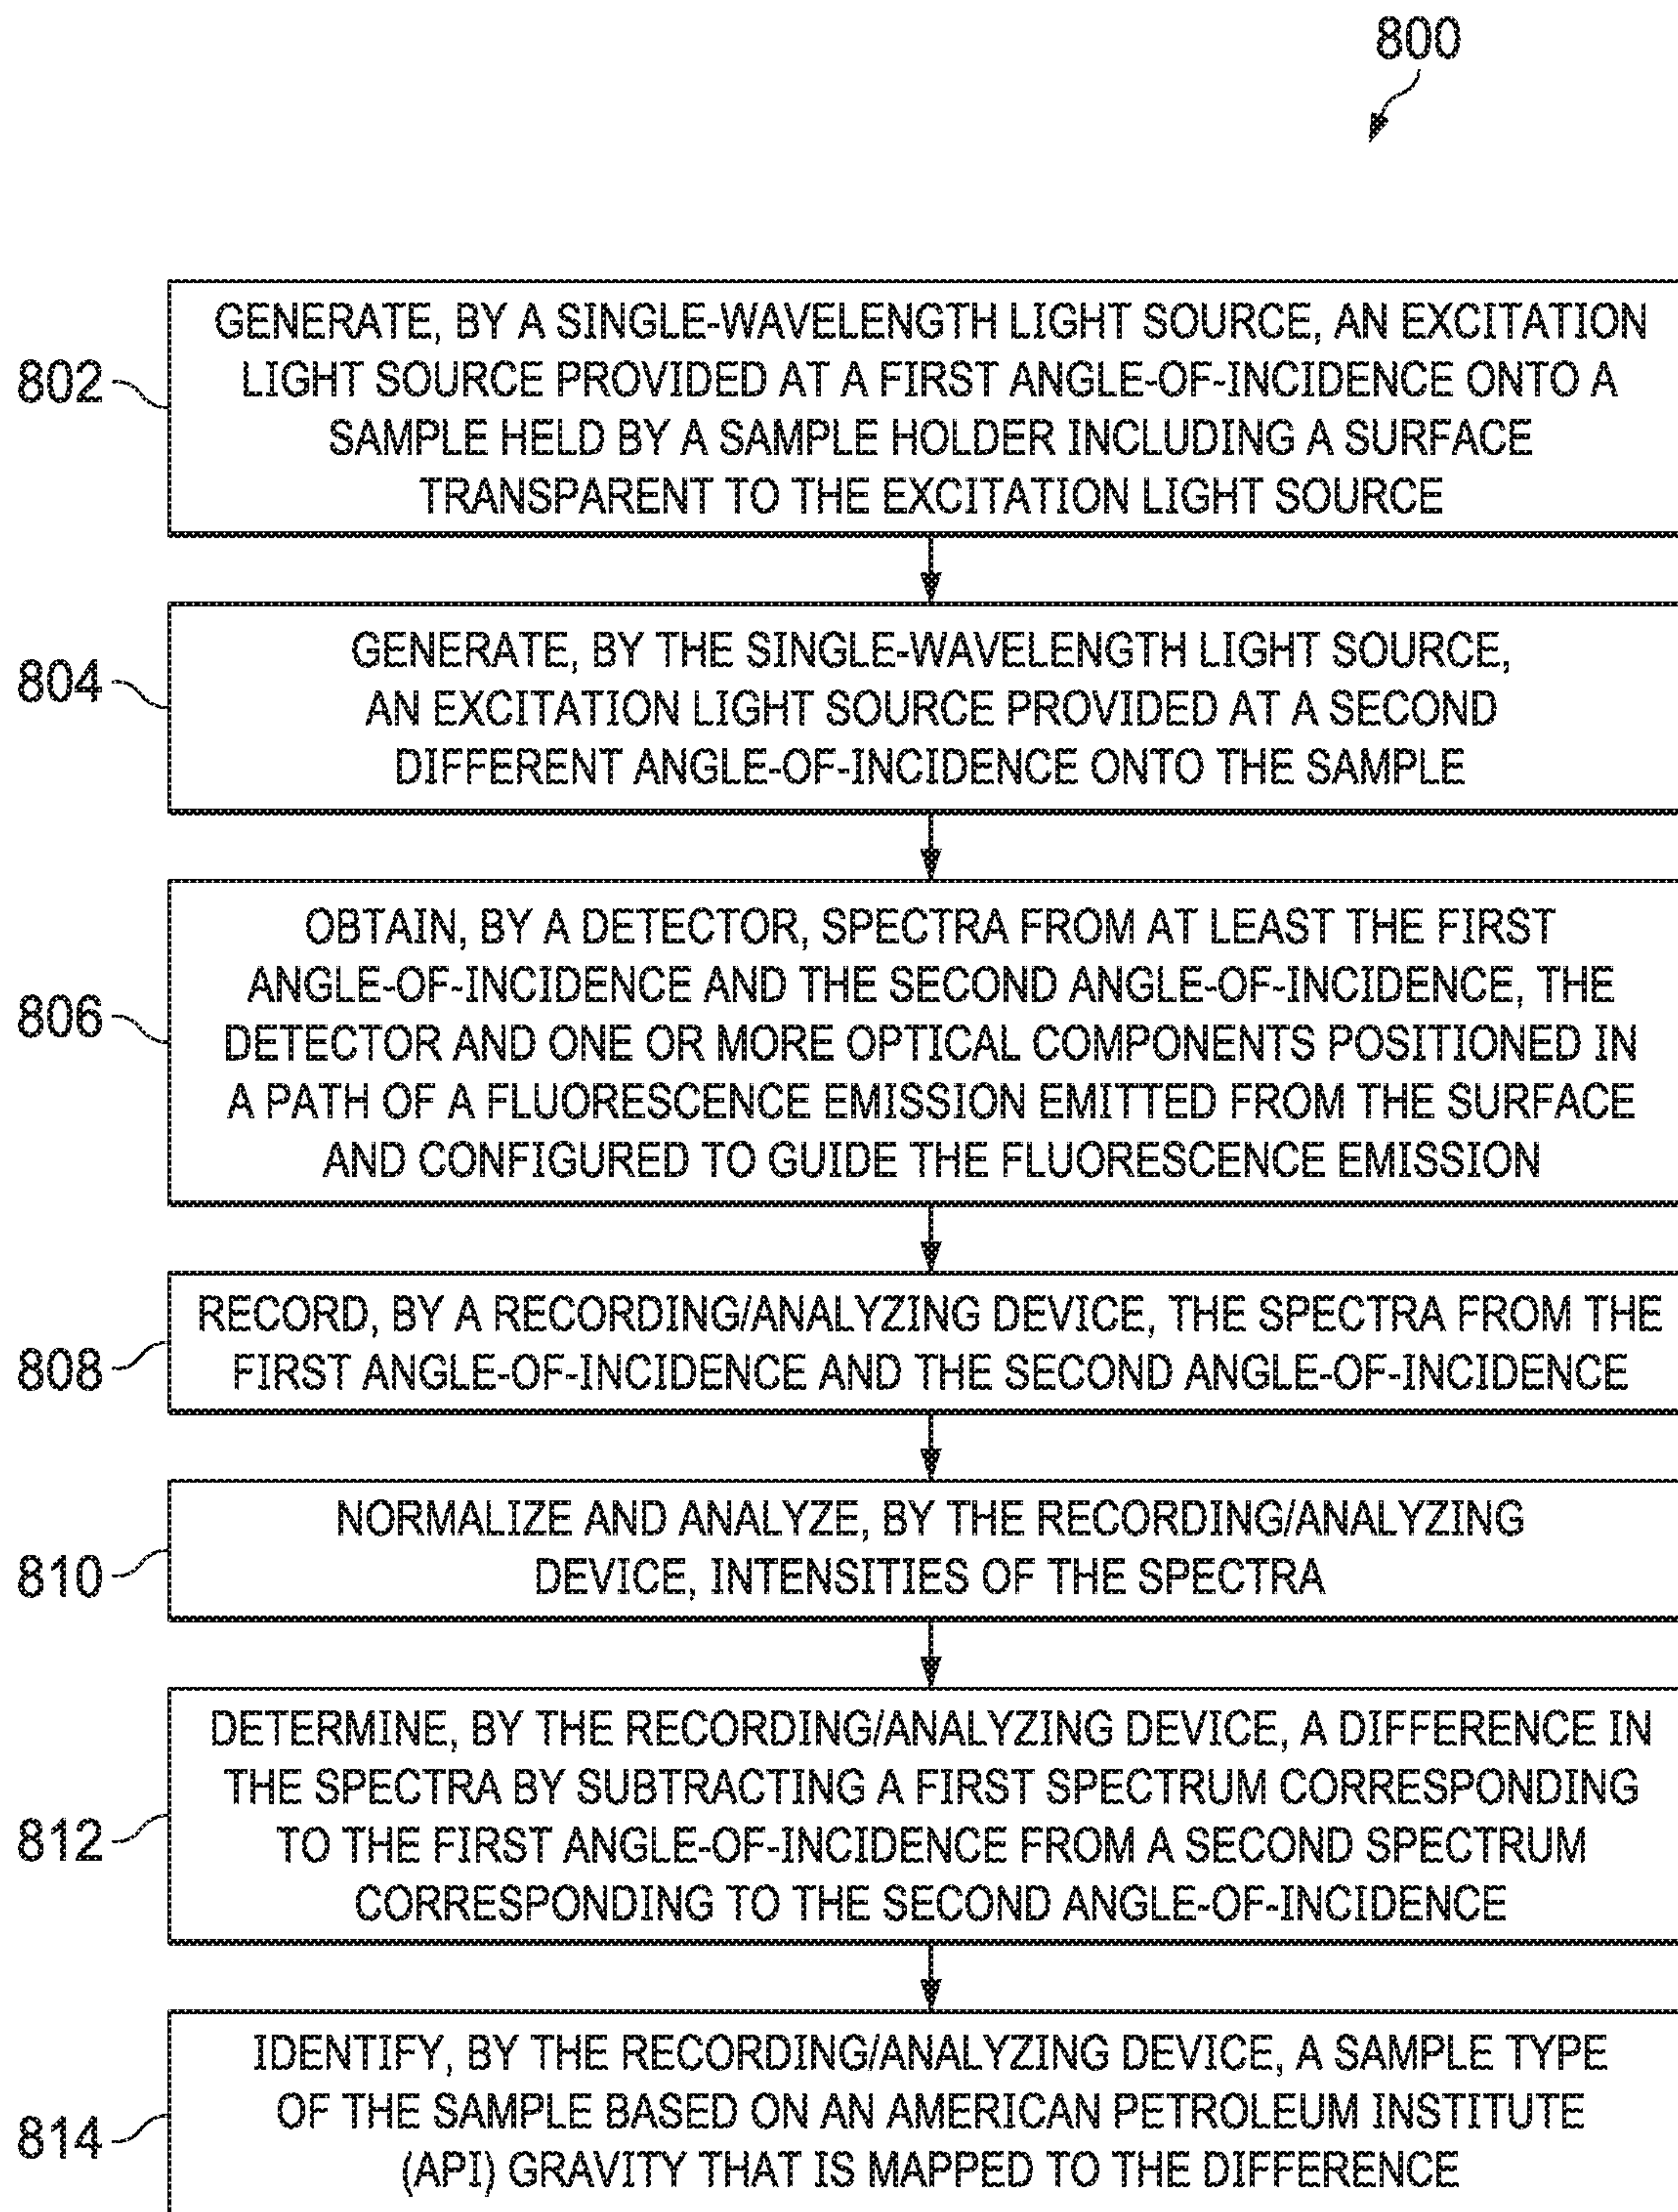 800
802
GENERATE, BY A SINGLE-WAVELENGTH LIGHT SOURCE, AN EXCITATION
LIGHT SOURCE PROVIDED AT A FIRST ANGLE-OF-INCIDENCE ONTO A
SAMPLE HELD BY A SAMPLE HOLDER INCLUDING A SURFACE
TRANSPARENT TO THE EXCITATION LIGHT SOURCE
804
GENERATE, BY THE SINGLE-WAVELENGTH LIGHT SOURCE,
AN EXCITATION LIGHT SOURCE PROVIDED AT A SECOND
DIFFERENT ANGLE-OF-INCIDENCE ONTO THE SAMPLE
806
OBTAIN, BY A DETECTOR, SPECTRA FROM AT LEAST THE FIRST
ANGLE-OF-INCIDENCE AND THE SECOND ANGLE-OF-INCIDENCE, THE
DETECTOR AND ONE OR MORE OPTICAL COMPONENTS POSITIONED IN
A PATH OF A FLUORESCENCE EMISSION EMITTED FROM THE SURFACE
AND CONFIGURED TO GUIDE THE FLUORESCENCE EMISSION
808
RECORD, BY A RECORDING/ANALYZING DEVICE, THE SPECTRA FROM THE
FIRST ANGLE-OF-INCIDENCE AND THE SECOND ANGLE-OF-INCIDENCE
810
NORMALIZE AND ANALYZE, BY THE RECORDING/ANALYZING
DEVICE, INTENSITIES OF THE SPECTRA
812
DETERMINE, BY THE RECORDING/ANALYZING DEVICE, A DIFFERENCE IN
THE SPECTRA BY SUBTRACTING A FIRST SPECTRUM CORRESPONDING
TO THE FIRST ANGLE-OF-INCIDENCE FROM A SECOND SPECTRUM
CORRESPONDING TO THE SECOND ANGLE-OF-INCIDENCE
814
IDENTIFY, BY THE RECORDING/ANALYZING DEVICE, A SAMPLE TYPE
OF THE SAMPLE BASED ON AN AMERICAN PETROLEUM INSTITUTE
(API) GRAVITY THAT IS MAPPED TO THE DIFFERENCE